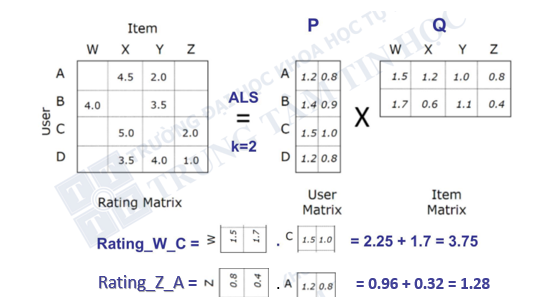 Item
P
Q
W X Y Z
W X Y Z
A 4.5 2.0
B 4.0 3.5
C 5.0 2.0
D 3.5 4.0 1.0
User
ALS
=
k=2
A 1.2 0.8
B 1.4 0.9
C 1.5 1.0
D 1.2 0.8
X
1.5 1.2 1.0 0.8
1.7 0.6 1.1 0.4
TRƯỜNG ĐẠI HỌC KHOA HỌC TỰ
TRUNG TÂM TIN HỌC
Rating Matrix
User
Matrix
Item
Matrix
Rating_W_C = W 1.5 1.7 . C 1.5 1.0 = 2.25 + 1.7 = 3.75
Rating_Z_A = Z 0.8 0.4 . A 1.2 0.8 = 0.96 + 0.32 = 1.28